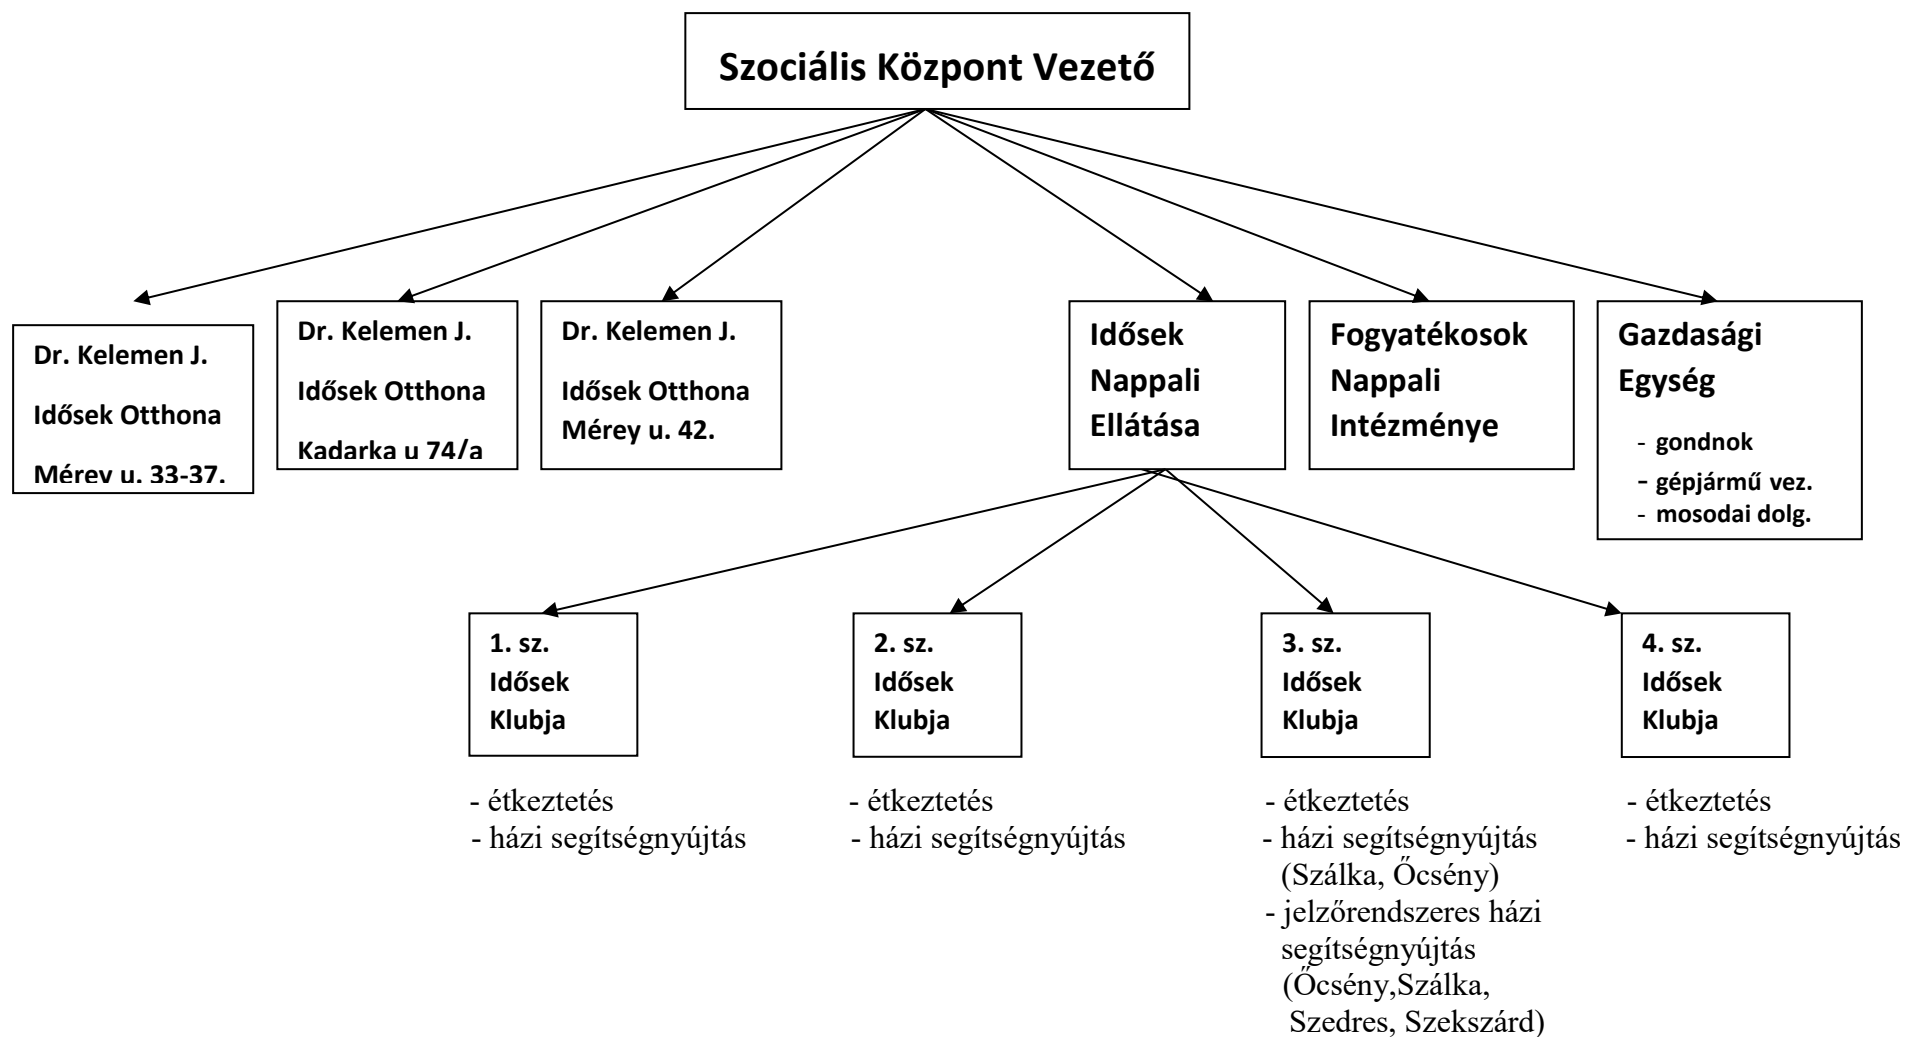 Szociális Központ Vezető
Dr. Kelemen J.
Idősek Otthona
Mérey u. 33-37.
Dr. Kelemen J.
Idősek Otthona
Kadarka u 74/a
Dr. Kelemen J.
Idősek Otthona
Mérey u. 42.
Idősek
Nappali
Ellátása
Fogyatékosok
Nappali
Intézménye
Gazdasági
Egység
- gondnok
- gépjármű vez.
- mosodai dolg.
1. sz.
Idősek
Klubja
2. sz.
Idősek
Klubja
3. sz.
Idősek
Klubja
4. sz.
Idősek
Klubja
- étkeztetés
- házi segítségnyújtás
- étkeztetés
- házi segítségnyújtás
- étkeztetés
- házi segítségnyújtás
(Szálka, Őcsény)
- jelzőrendszeres házi
segítségnyújtás
(Őcsény,Szálka,
Szedres, Szekszárd)
- étkeztetés
- házi segítségnyújtás